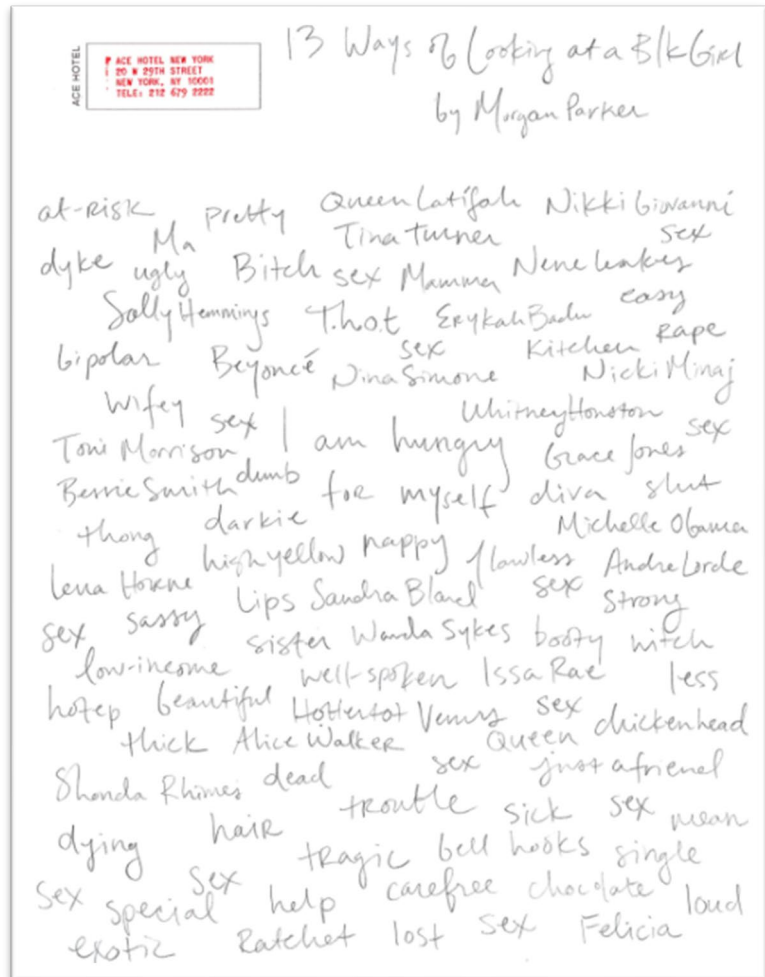 ACE HOTEL
ACE HOTEL NEW YORK
20 W 29TH STREET
NEW YORK, NY 10001
TELE: 212 679 2222
13 Ways of Looking at a Blk Girl
by Morgan Parker
at-risk pretty Queen Latifah Nikki Giovanni
Ma Tina Turner sex
dyke ugly Bitch sex Mamma Nene Leakes
Sally Hemmings T.h.o.t Erykah Badu easy
bipolar Beyoncé sex Kitchen Rape
Nina Simone Nicki Minaj
wifey sex Whitney Houston
Toni Morrison I am hungry Grace Jones sex
Bessie Smith dumb for myself diva slut
thong darkie Michelle Obama
high yellow nappy flawless
Lena Horne Lips Sandra Bland sex Audre Lorde
sex sassy sister Wanda Sykes booty witch strong
low-income well-spoken Issa Rae less
hotep beautiful Hottentot Venus sex
thick Alice Walker Queen chickenhead
Shonda Rhimes dead sex just a friend
dying hair trouble sick sex mean
tragic bell hooks single
sex special sex help carefree chocolate loud
exotic Ratchet lost sex Felicia